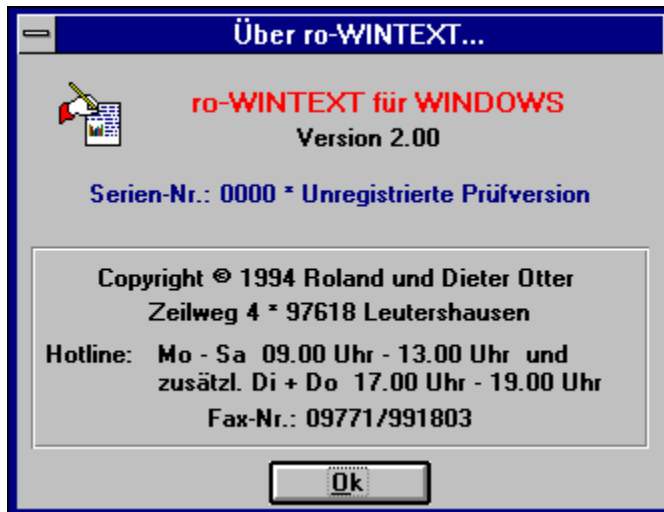 Über ro-WINTEXT...
ro-WINTEXT für WINDOWS
Version 2.00
Serien-Nr.: 0000 * Unregistrierte Prüfversion
Copyright © 1994 Roland und Dieter Otter
Zeilweg 4 * 97618 Leutershausen
Hotline: Mo - Sa 09.00 Uhr - 13.00 Uhr und
zusätzl. Di + Do 17.00 Uhr - 19.00 Uhr
Fax-Nr.: 09771/991803
Ok